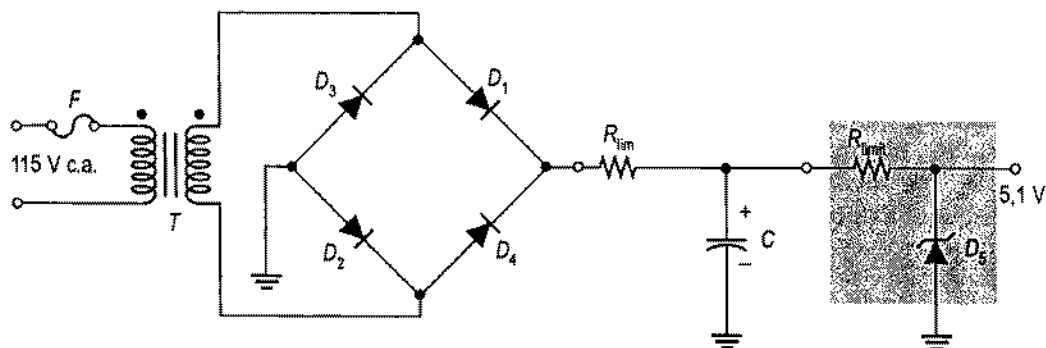 F
115 V c.a.
T
D3
D1
D2
D4
Rlim
+
C
–
Rlimit
D5
5,1 V